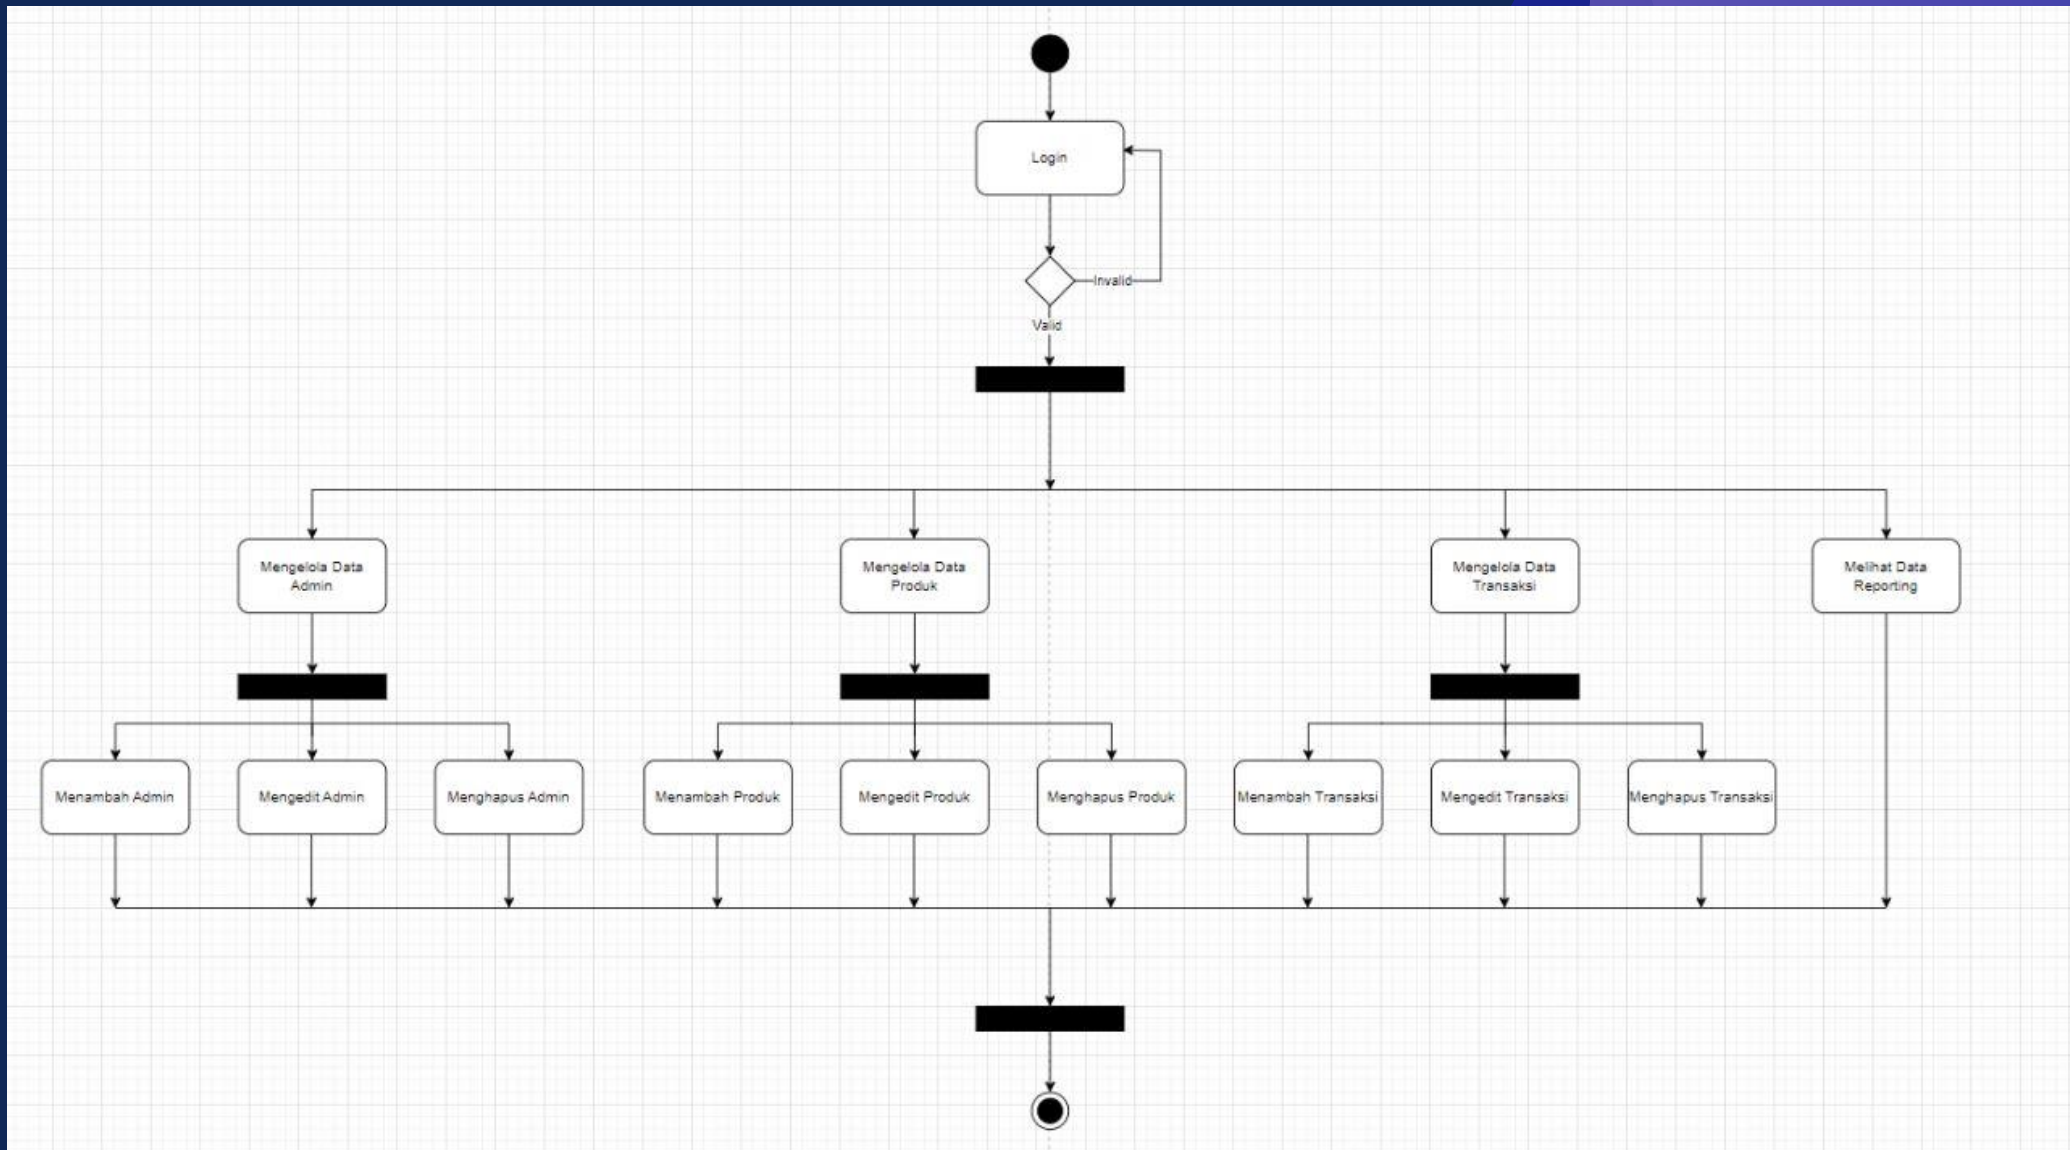 Login
Invalid
Valid
Mengelola Data
Admin
Mengelola Data
Produk
Mengelola Data
Transaksi
Melihat Data
Reporting
Menambah Admin
Mengedit Admin
Menghapus Admin
Menambah Produk
Mengedit Produk
Menghapus Produk
Menambah Transaksi
Mengedit Transaksi
Menghapus Transaksi